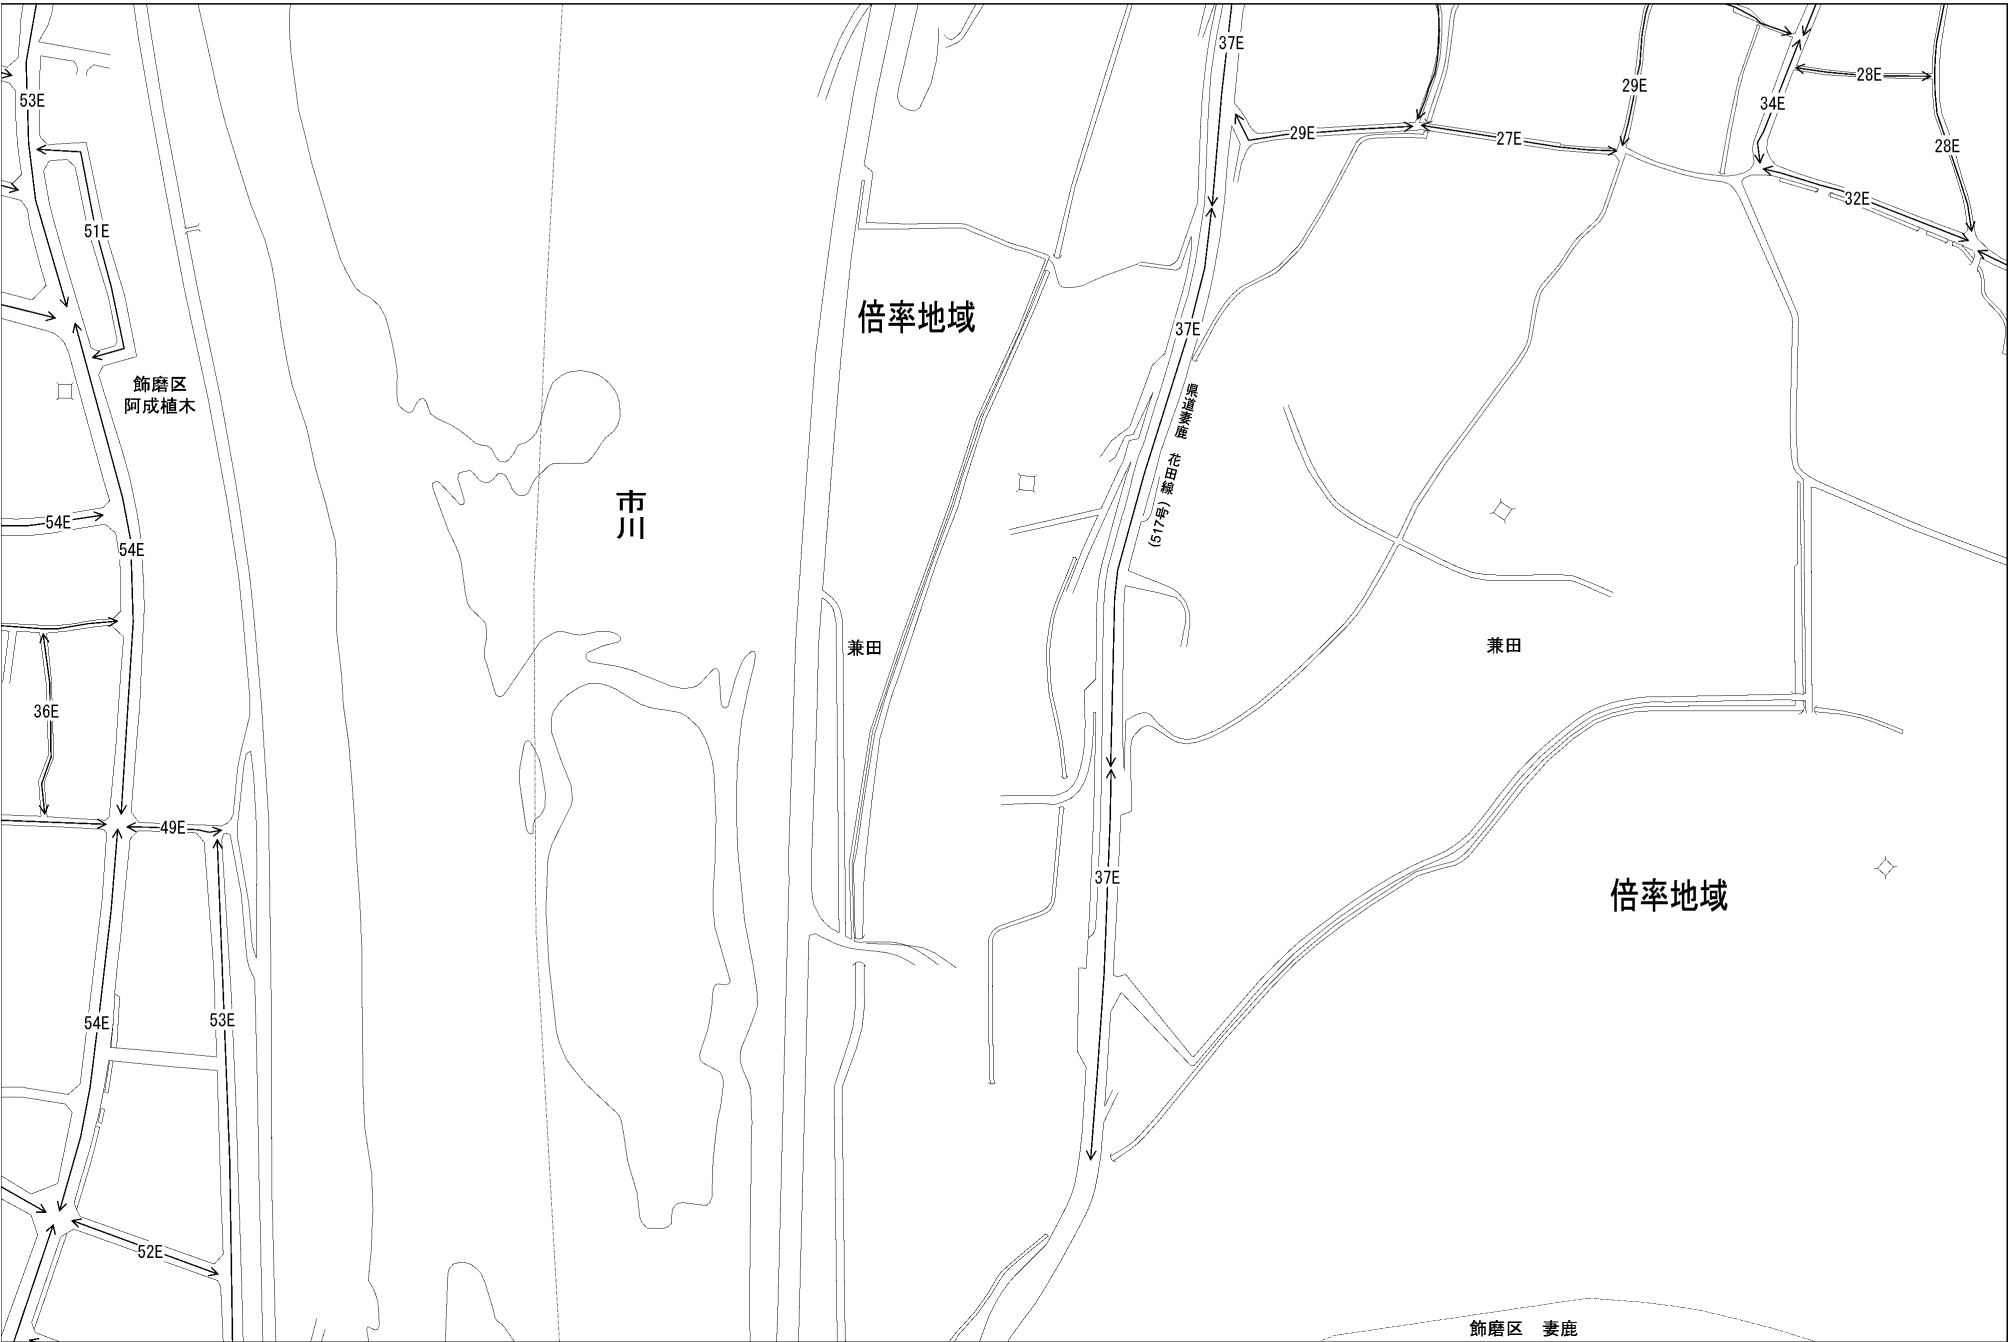 37E
28E
29E
34E
53E
29E
27E
28E
32E
51E
倍率地域
37E
飾磨区
阿成植木
県道妻鹿 花田線 (517号)
市川
54E
54E
兼田
兼田
36E
49E
37E
倍率地域
54E
53E
52E
飾磨区 妻鹿